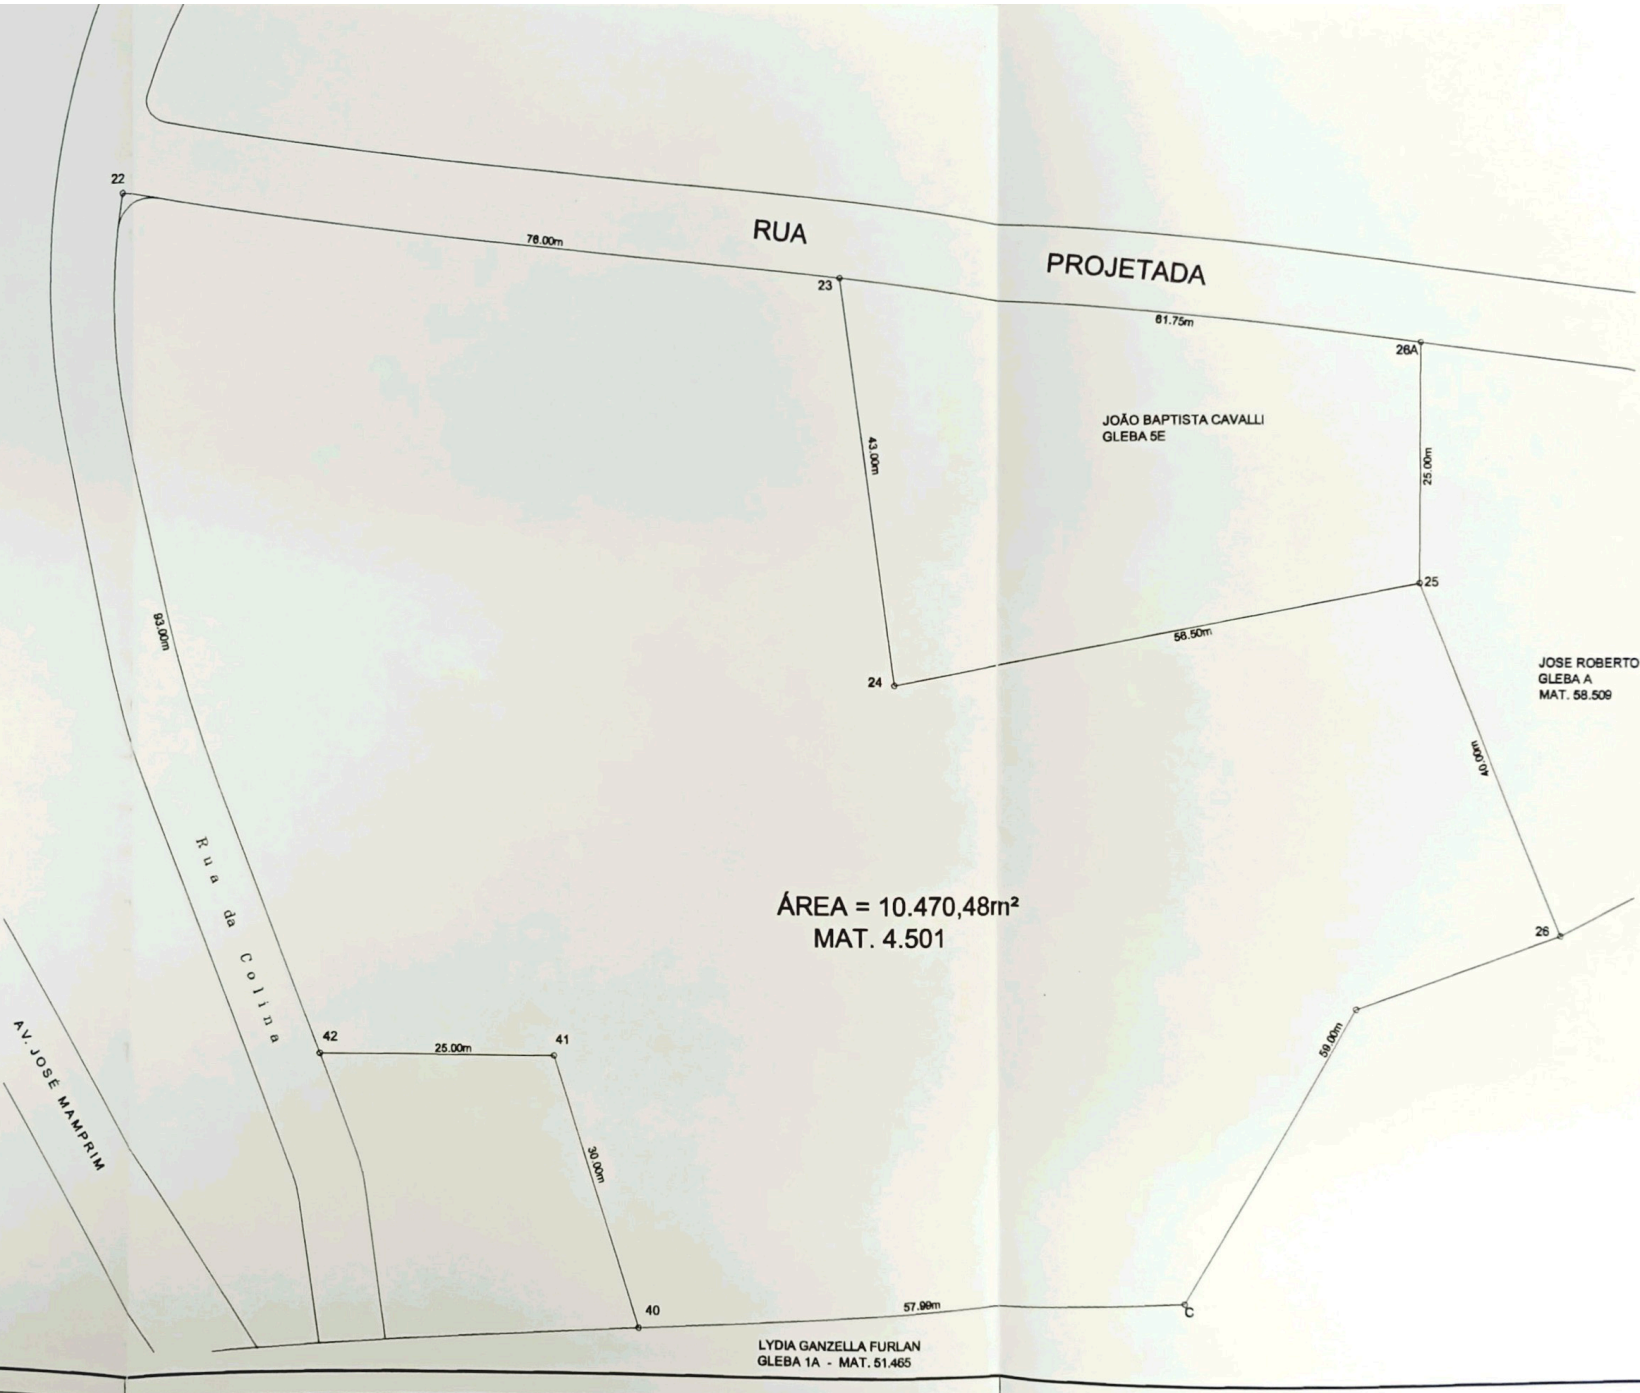 22
76.00m
RUA
PROJETADA
23
61.75m
26A
JOÃO BAPTISTA CAVALLI
GLEBA 5E
43.00m
25.00m
25
56.50m
24
93.00m
JOSE ROBERTO
GLEBA A
MAT. 58.509
40.00m
Rua da Colina
ÁREA = 10.470,48m²
MAT. 4.501
26
AV. JOSÉ MAMPRIM
42
25.00m
41
59.00m
30.00m
40
57.99m
C
LYDIA GANZELLA FURLAN
GLEBA 1A - MAT. 51.465